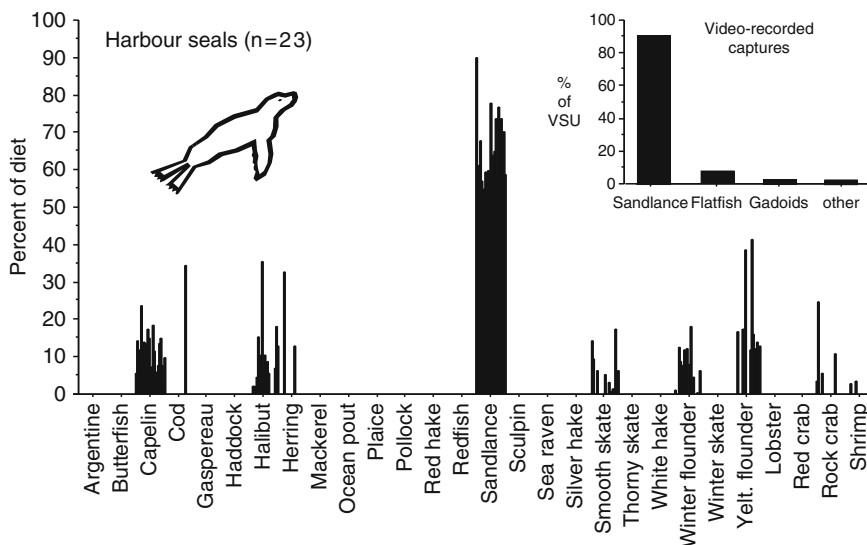 Harbour seals (n=23)
Percent of diet
100
90
80
70
60
50
40
30
20
10
0
Argentine
Butterfish
Capelin
Cod
Gaspereau
Haddock
Halibut
Herring
Mackerel
Ocean pout
Plaice
Pollock
Red hake
Redfish
Sandlance
Sculpin
Sea raven
Silver hake
Smooth skate
Thorny skate
White hake
Winter flounder
Winter skate
Yelt. flounder
Lobster
Red crab
Rock crab
Shrimp
Video-recorded
captures
%
of
VSU
100
80
60
40
20
0
Sandlance Flatfish Gadoids other